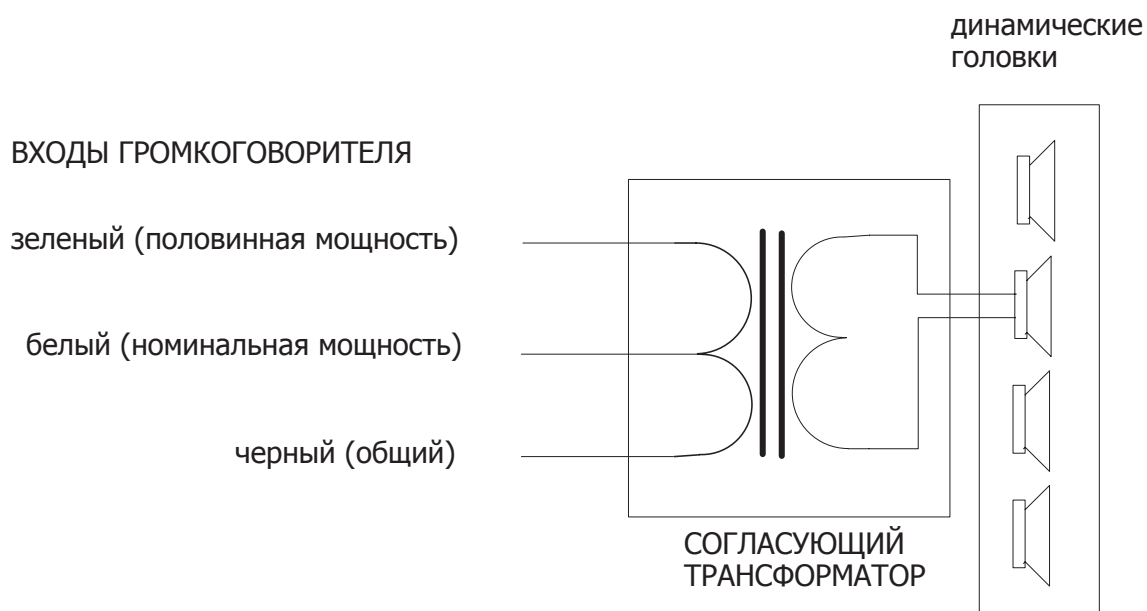 динамические
головки
ВХОДЫ ГРОМКОГОВОРИТЕЛЯ
зеленый (половинная мощность)
белый (номинальная мощность)
черный (общий)
СОГЛАСУЮЩИЙ
ТРАНСФОРМАТОР